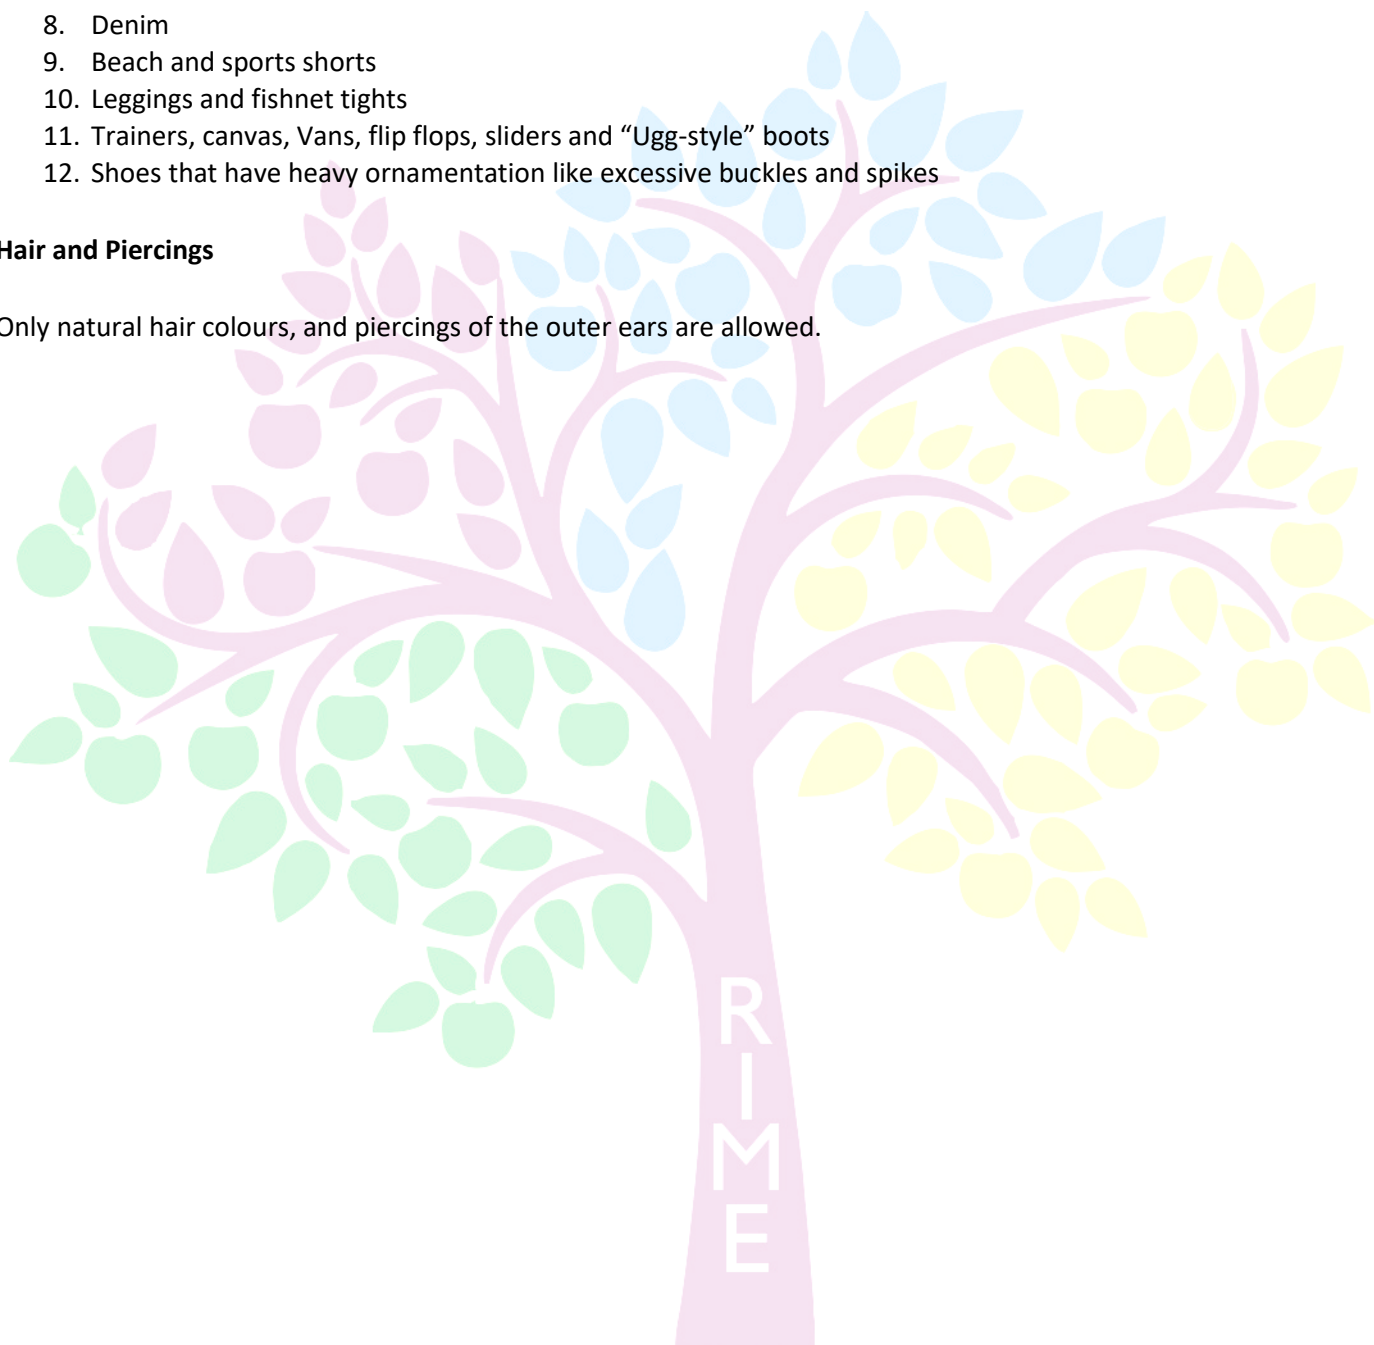 8. Denim
9. Beach and sports shorts
10. Leggings and fishnet tights
11. Trainers, canvas, Vans, flip flops, sliders and “Ugg-style” boots
12. Shoes that have heavy ornamentation like excessive buckles and spikes
Hair and Piercings
Only natural hair colours, and piercings of the outer ears are allowed.
R
I
M
E